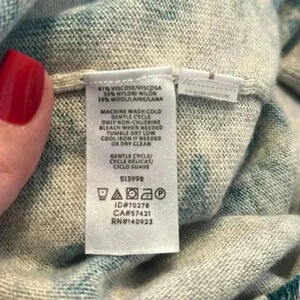 VISCOSE/VISCOSA
33% NYLON/NILÓN
WOOL/LAINE/LANA
MACHINE WASH COLD
GENTLE CYCLE
ONLY NON-CHLORINE
BLEACH WHEN NEEDED
TUMBLE DRY LOW
COOL IRON IF NEEDED
OR DRY CLEAN
GENTLE CYCLE/
CYCLE DÉLICAT/
CICLO SUAVE
513998
ID#70278
CA#57421
RN#140923